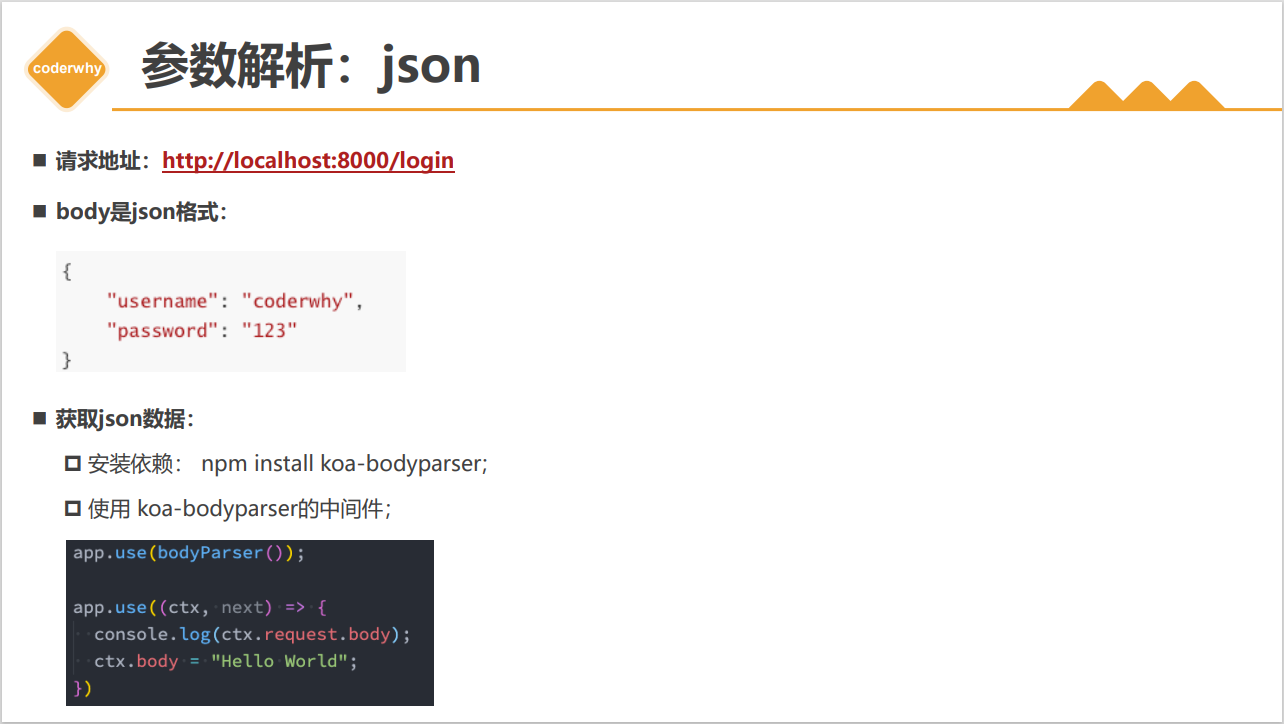 coderwhy
参数解析：json
请求地址：http://localhost:8000/login
body是json格式：
{
    "username": "coderwhy",
    "password": "123"
}
获取json数据：
安装依赖： npm install koa-bodyparser;
使用 koa-bodyparser的中间件；
app.use(bodyParser());
app.use((ctx, next) => {
  console.log(ctx.request.body);
  ctx.body = "Hello World";
})